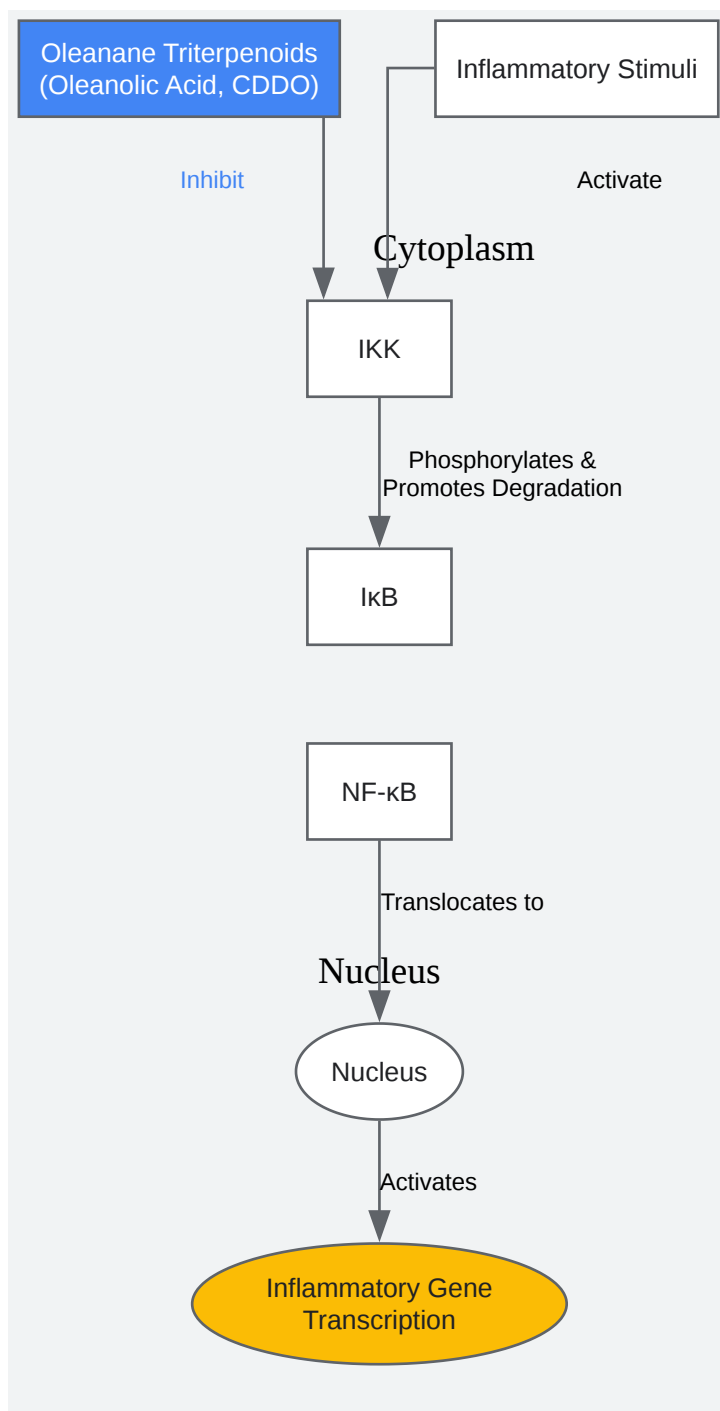 Oleanane Triterpenoids
(Oleanolic Acid, CDDO)
Inflammatory Stimuli
Inhibit
Activate
Cytoplasm
IKK
Phosphorylates &
Promotes Degradation
IκB
NF-κB
Translocates to
Nucleus
Nucleus
Activates
Inflammatory Gene
Transcription